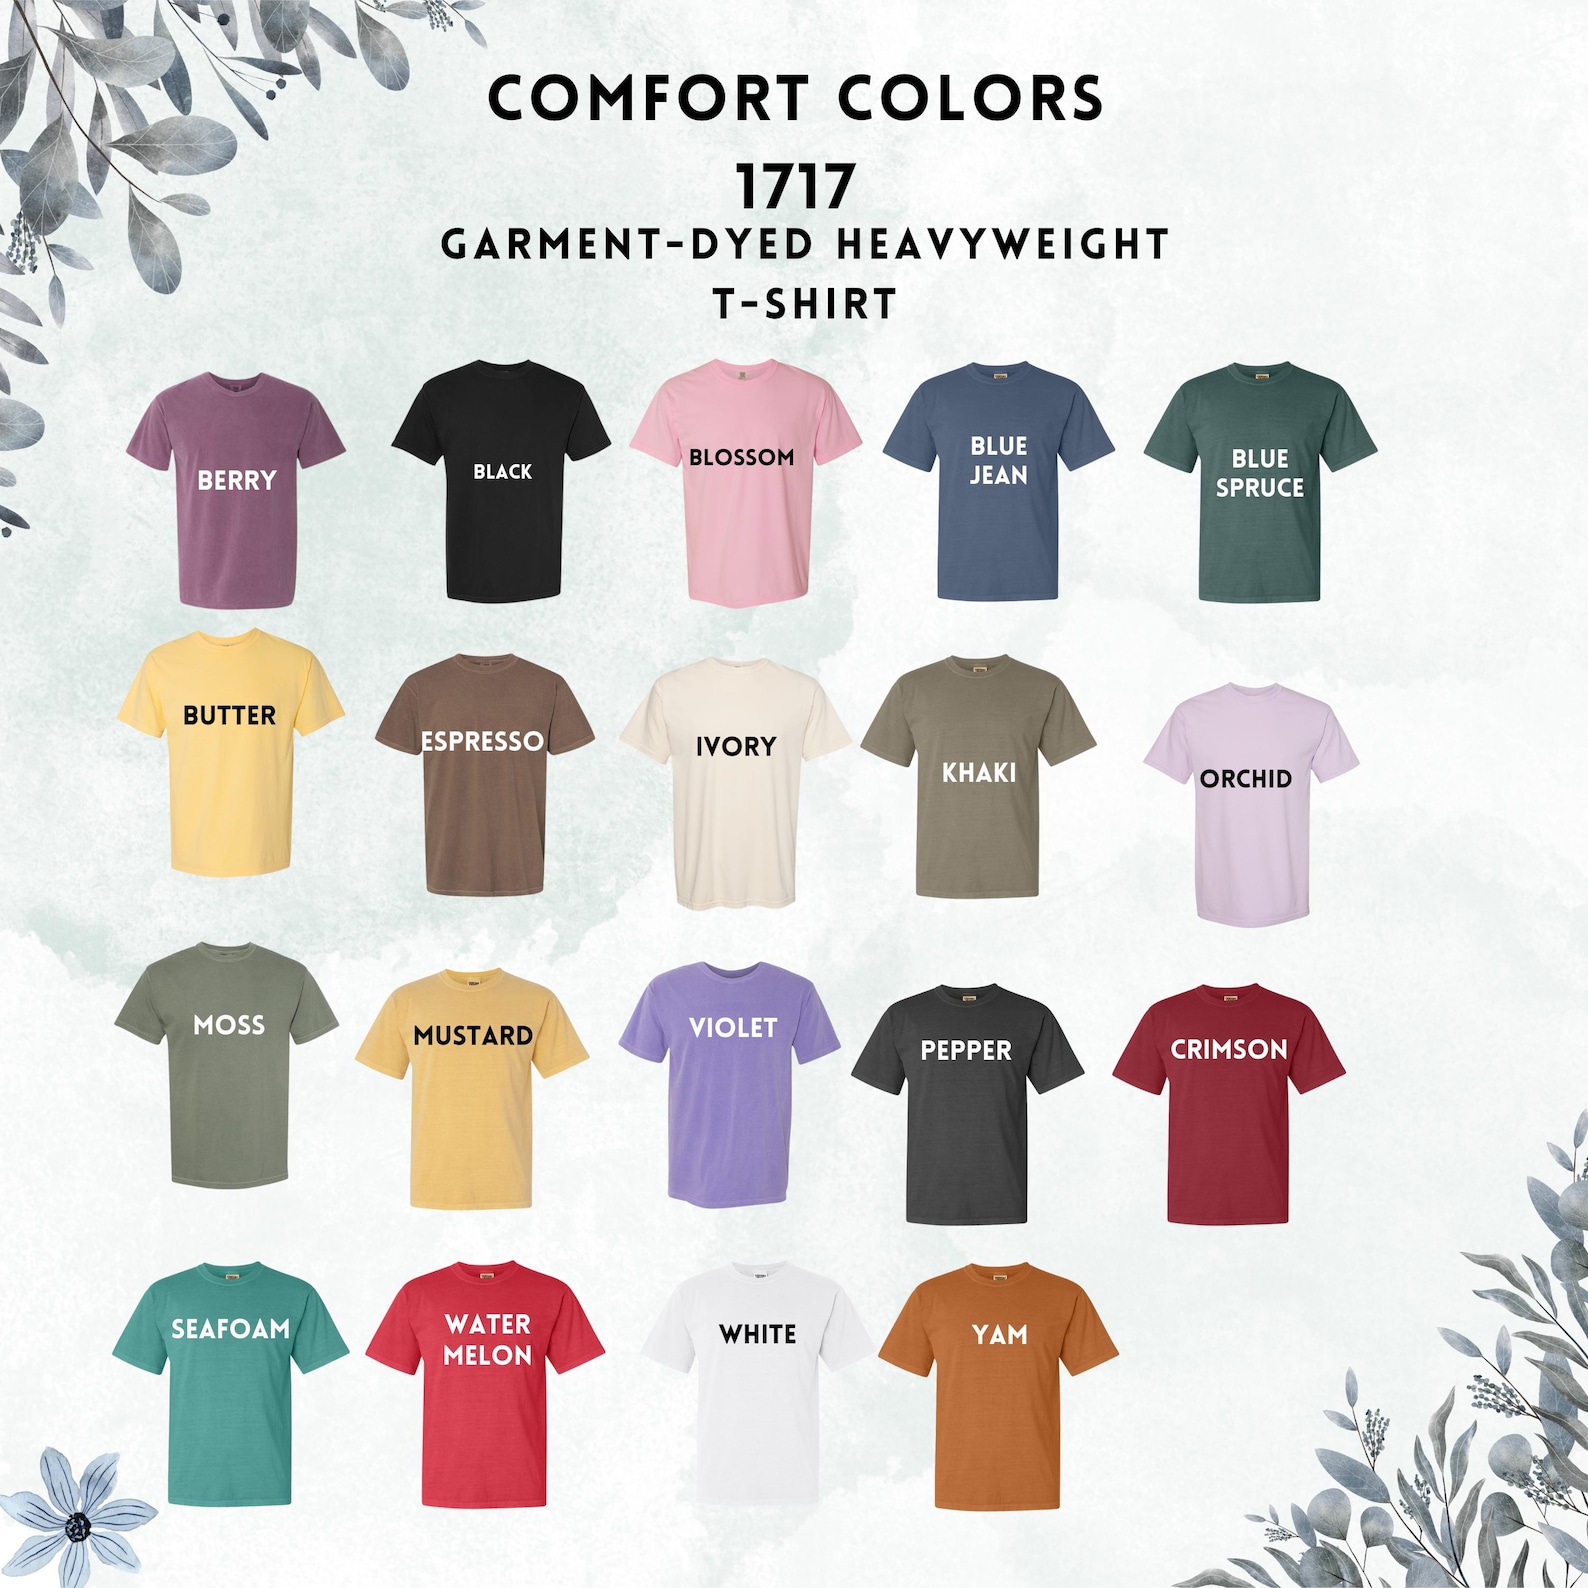 COMFORT COLORS
1717
GARMENT-DYED HEAVYWEIGHT
T-SHIRT
BERRY
BLACK
BLOSSOM
BLUE
JEAN
BLUE
SPRUCE
BUTTER
ESPRESSO
IVORY
KHAKI
ORCHID
MOSS
MUSTARD
VIOLET
PEPPER
CRIMSON
SEAFOAM
WATER
MELON
WHITE
YAM